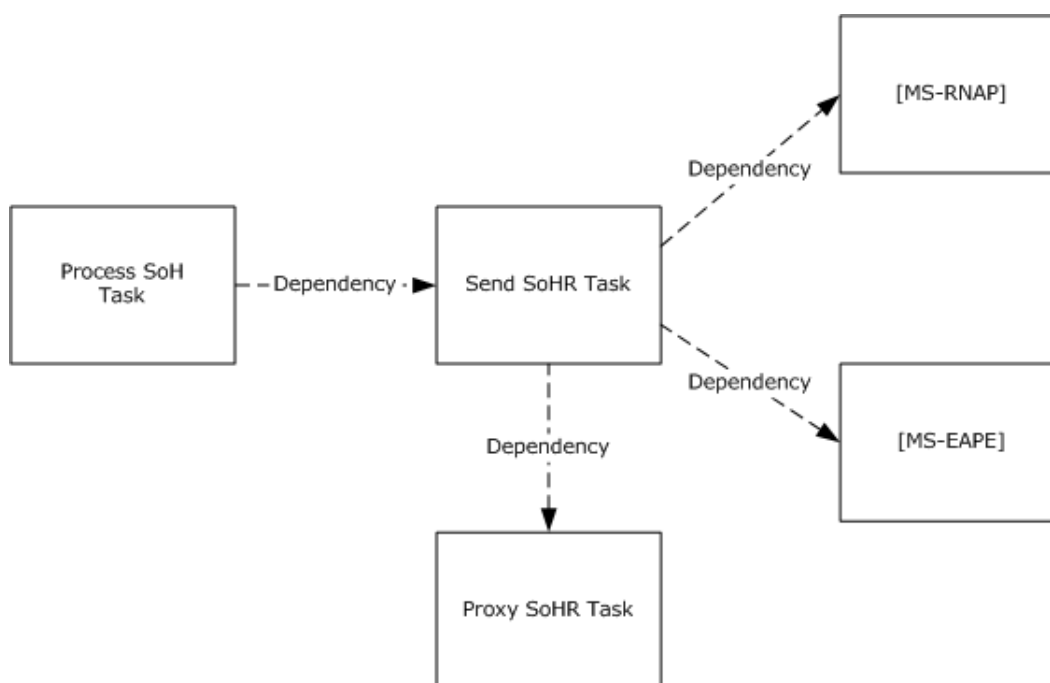 [MS-RNAP]
Dependency
Process SoH
Task
Dependency
Send SoHR Task
Dependency
[MS-EAPE]
Dependency
Proxy SoHR Task